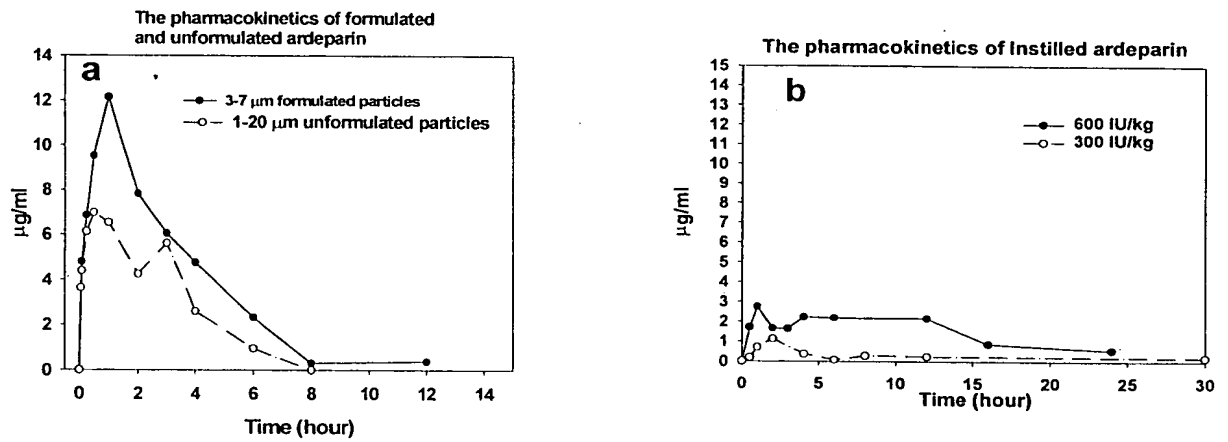 The pharmacokinetics of formulated
and unformulated ardeparin
a
3-7 μm formulated particles
1-20 μm unformulated particles
14
12
10
8
6
4
2
0
μg/ml
0 2 4 6 8 10 12 14
Time (hour)
The pharmacokinetics of Instilled ardeparin
b
600 IU/kg
300 IU/kg
15
14
13
12
11
10
9
8
7
6
5
4
3
2
1
0
μg/ml
0 5 10 15 20 25 30
Time (hour)